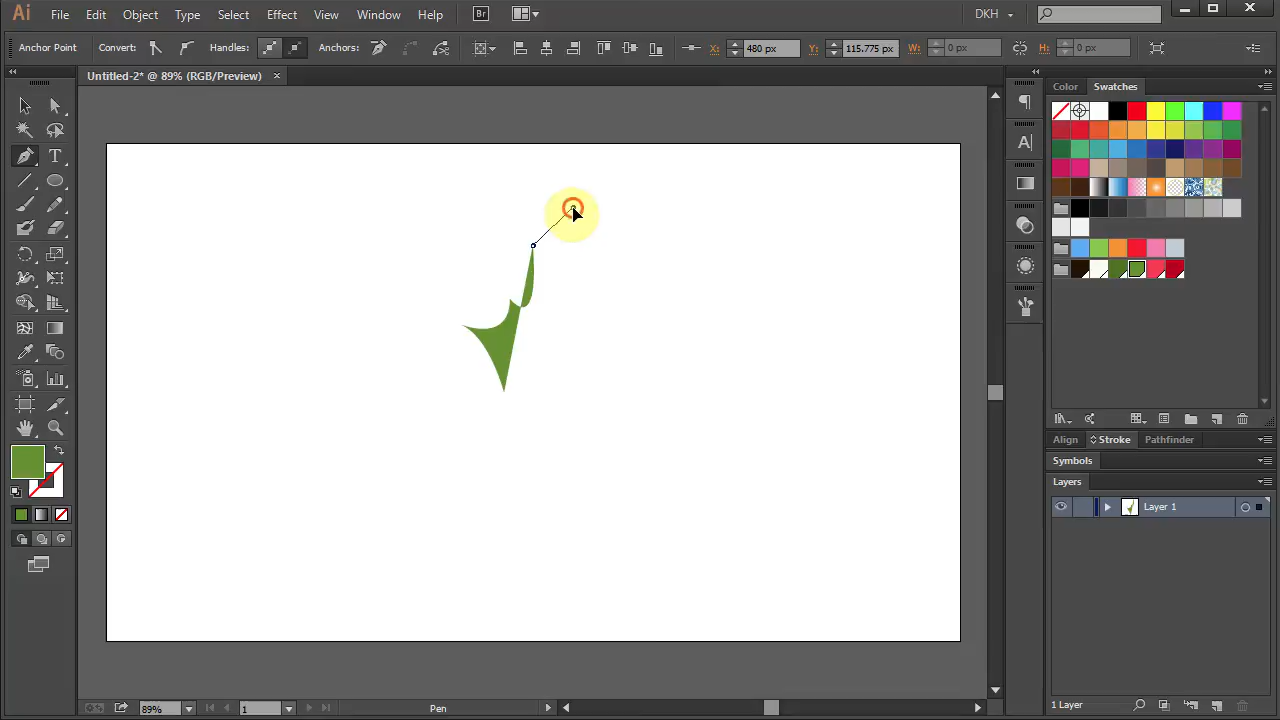 Ai File Edit Object Type Select Effect View Window Help Br DKH
Anchor Point Convert: Handles: Anchors: X: 480 px Y: 115.775 px W: 0 px H: 0 px
Untitled-2* @ 89% (RGB/Preview) ×
Color Swatches
Align Stroke Pathfinder
Symbols
Layers
Layer 1
1 Layer
89% 1 Pen